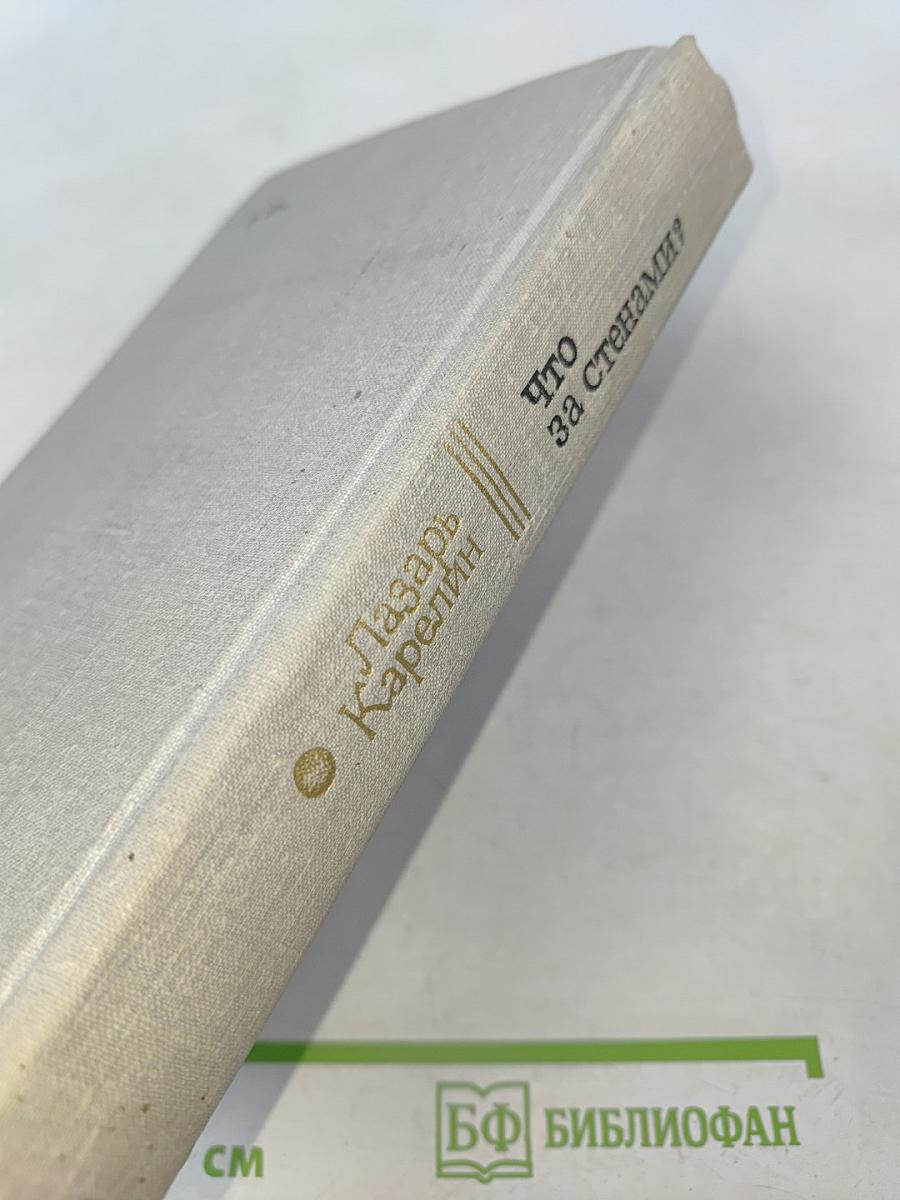 Лазарь
Карелин
Что
за стенами?
см
БФ БИБЛИОФАН